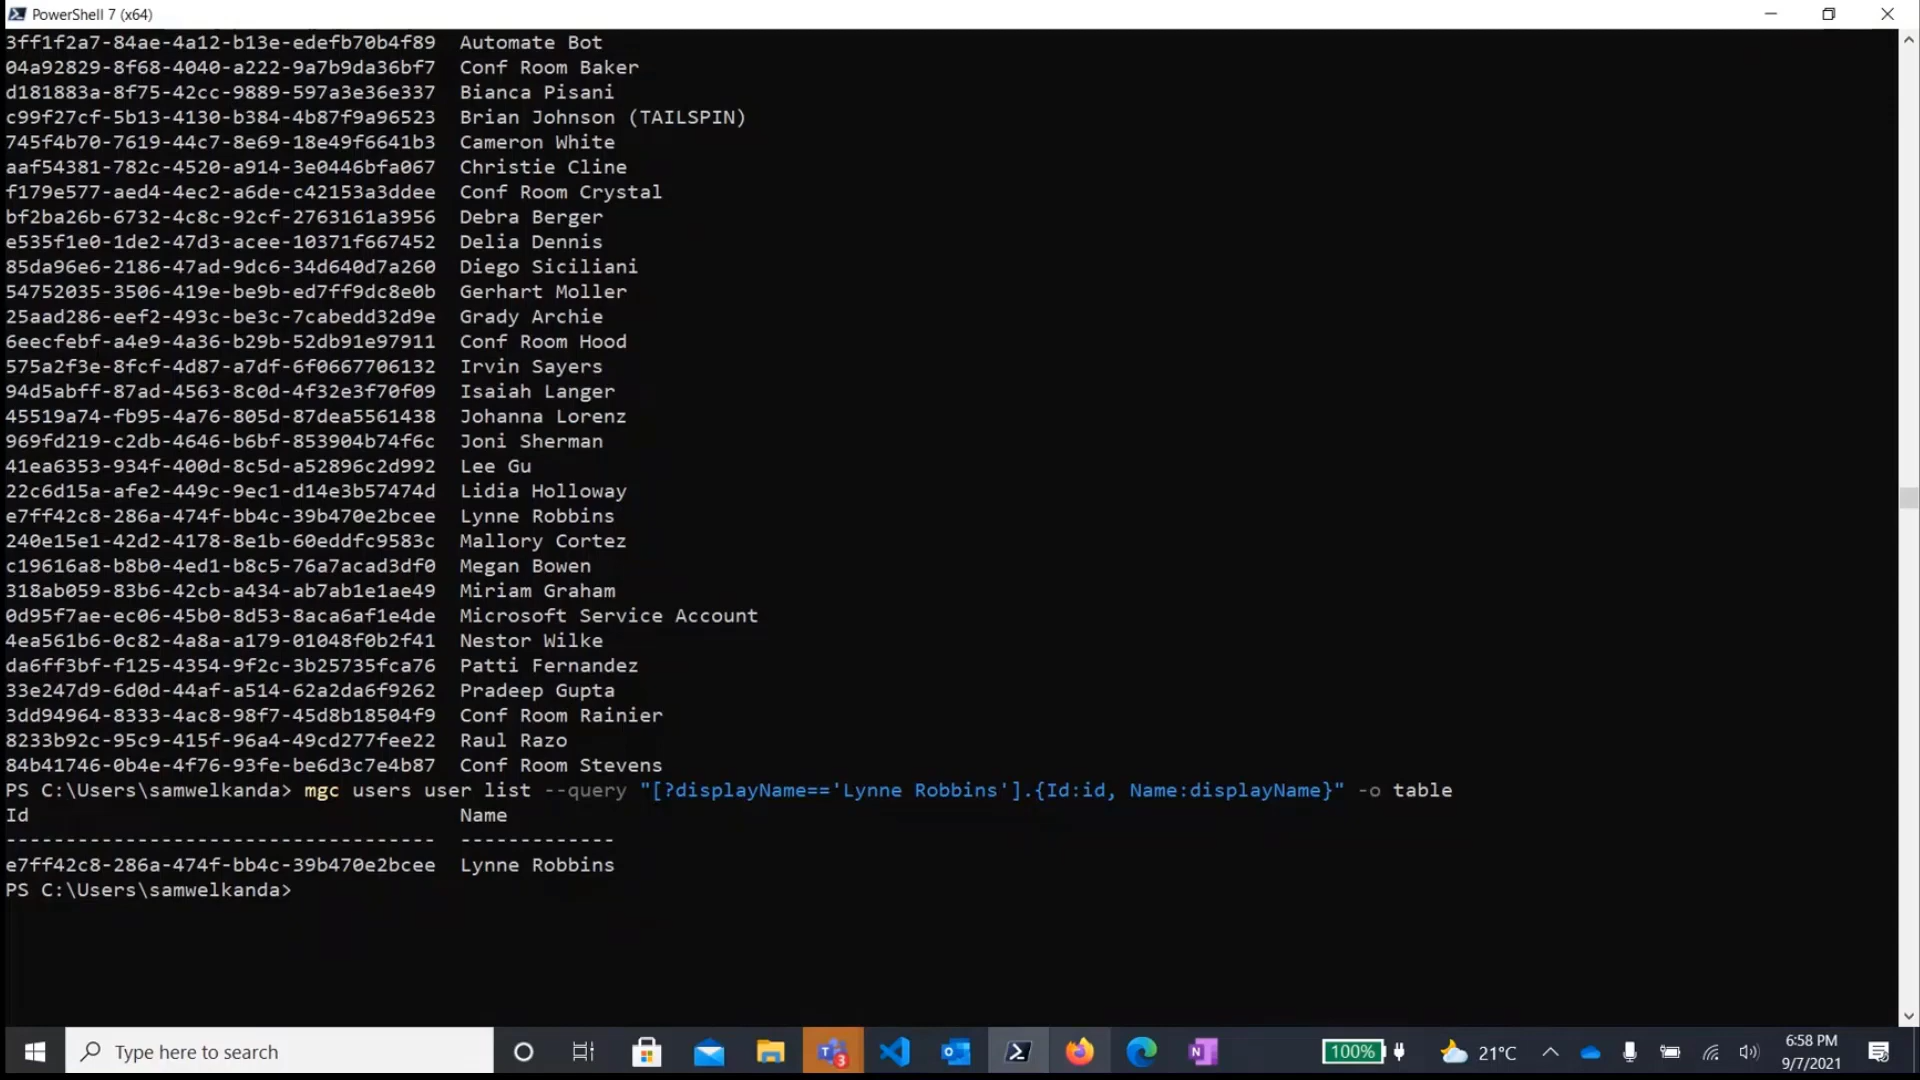 PowerShell 7 (x64)
3ff1f2a7-84ae-4a12-b13e-edefb70b4f89  Automate Bot
04a92829-8f68-4040-a222-9a7b9da36bf7  Conf Room Baker
d181883a-8f75-42cc-9889-597a3e36e337  Bianca Pisani
c99f27cf-5b13-4130-b384-4b87f9a96523  Brian Johnson (TAILSPIN)
745f4b70-7619-44c7-8e69-18e49f6641b3  Cameron White
aaf54381-782c-4520-a914-3e0446bfa067  Christie Cline
f179e577-aed4-4ec2-a6de-c42153a3ddee  Conf Room Crystal
bf2ba26b-6732-4c8c-92cf-2763161a3956  Debra Berger
e535f1e0-1de2-47d3-acee-10371f667452  Delia Dennis
85da96e6-2186-47ad-9dc6-34d640d7a260  Diego Siciliani
54752035-3506-419e-be9b-ed7ff9dc8e0b  Gerhart Moller
25aad286-eef2-493c-be3c-7cabedd32d9e  Grady Archie
6eecfebf-a4e9-4a36-b29b-52db91e97911  Conf Room Hood
575a2f3e-8fcf-4d87-a7df-6f0667706132  Irvin Sayers
94d5abff-87ad-4563-8c0d-4f32e3f70f09  Isaiah Langer
45519a74-fb95-4a76-805d-87dea5561438  Johanna Lorenz
969fd219-c2db-4646-b6bf-853904b74f6c  Joni Sherman
41ea6353-934f-400d-8c5d-a52896c2d992  Lee Gu
22c6d15a-afe2-449c-9ec1-d14e3b57474d  Lidia Holloway
e7ff42c8-286a-474f-bb4c-39b470e2bcee  Lynne Robbins
240e15e1-42d2-4178-8e1b-60eddfc9583c  Mallory Cortez
c19616a8-b8b0-4ed1-b8c5-76a7acad3df0  Megan Bowen
318ab059-83b6-42cb-a434-ab7ab1e1ae49  Miriam Graham
0d95f7ae-ec06-45b0-8d53-8aca6af1e4de  Microsoft Service Account
4ea561b6-0c82-4a8a-a179-01048f0b2f41  Nestor Wilke
da6ff3bf-f125-4354-9f2c-3b25735fca76  Patti Fernandez
33e247d9-6d0d-44af-a514-62a2da6f9262  Pradeep Gupta
3dd94964-8333-4ac8-98f7-45d8b18504f9  Conf Room Rainier
8233b92c-95c9-415f-96a4-49cd277fee22  Raul Razo
84b41746-0b4e-4f76-93fe-be6d3c7e4b87  Conf Room Stevens
PS C:\Users\samwelkanda> mgc users user list --query "[?displayName=='Lynne Robbins'].{Id:id, Name:displayName}" -o table
Id                                    Name
------------------------------------  -------------
e7ff42c8-286a-474f-bb4c-39b470e2bcee  Lynne Robbins
PS C:\Users\samwelkanda>
Type here to search
3
100%
21°C
6:58 PM
9/7/2021